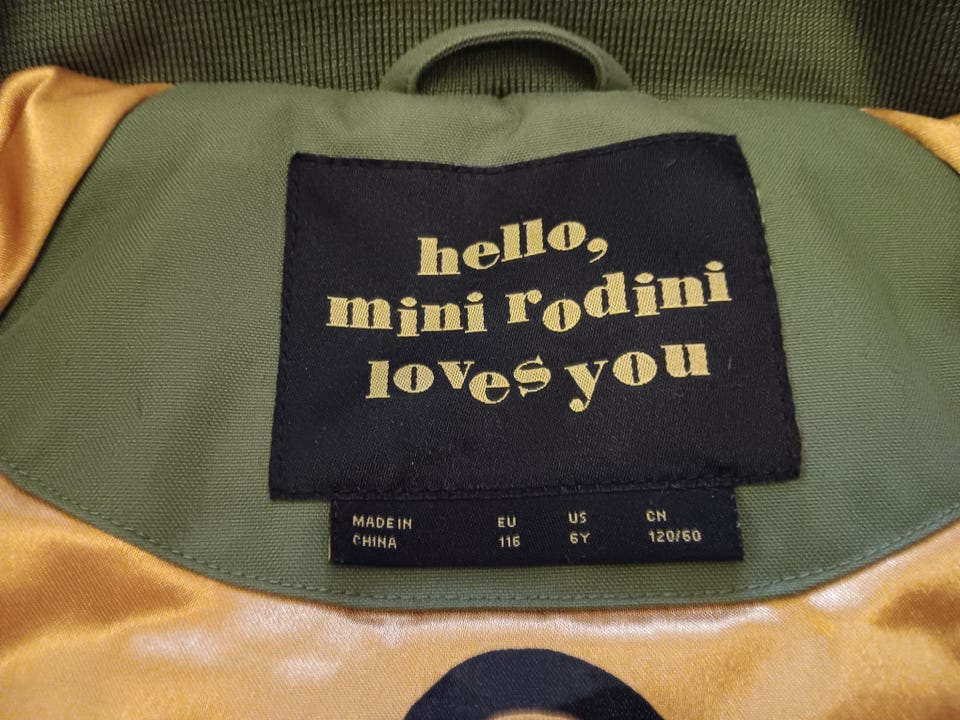 hello,
mini rodini
loves you
MADE IN EU US CN
CHINA 116 6Y 120/60